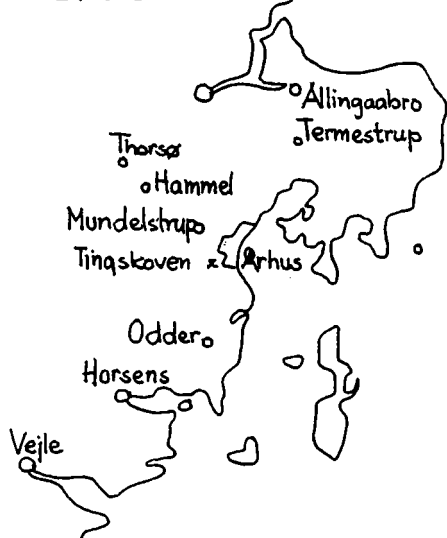 Allingaabro
Termestrup
Thorsø
Hammel
Mundelstrup
Tingskoven x Århus
Odder
Horsens
Vejle